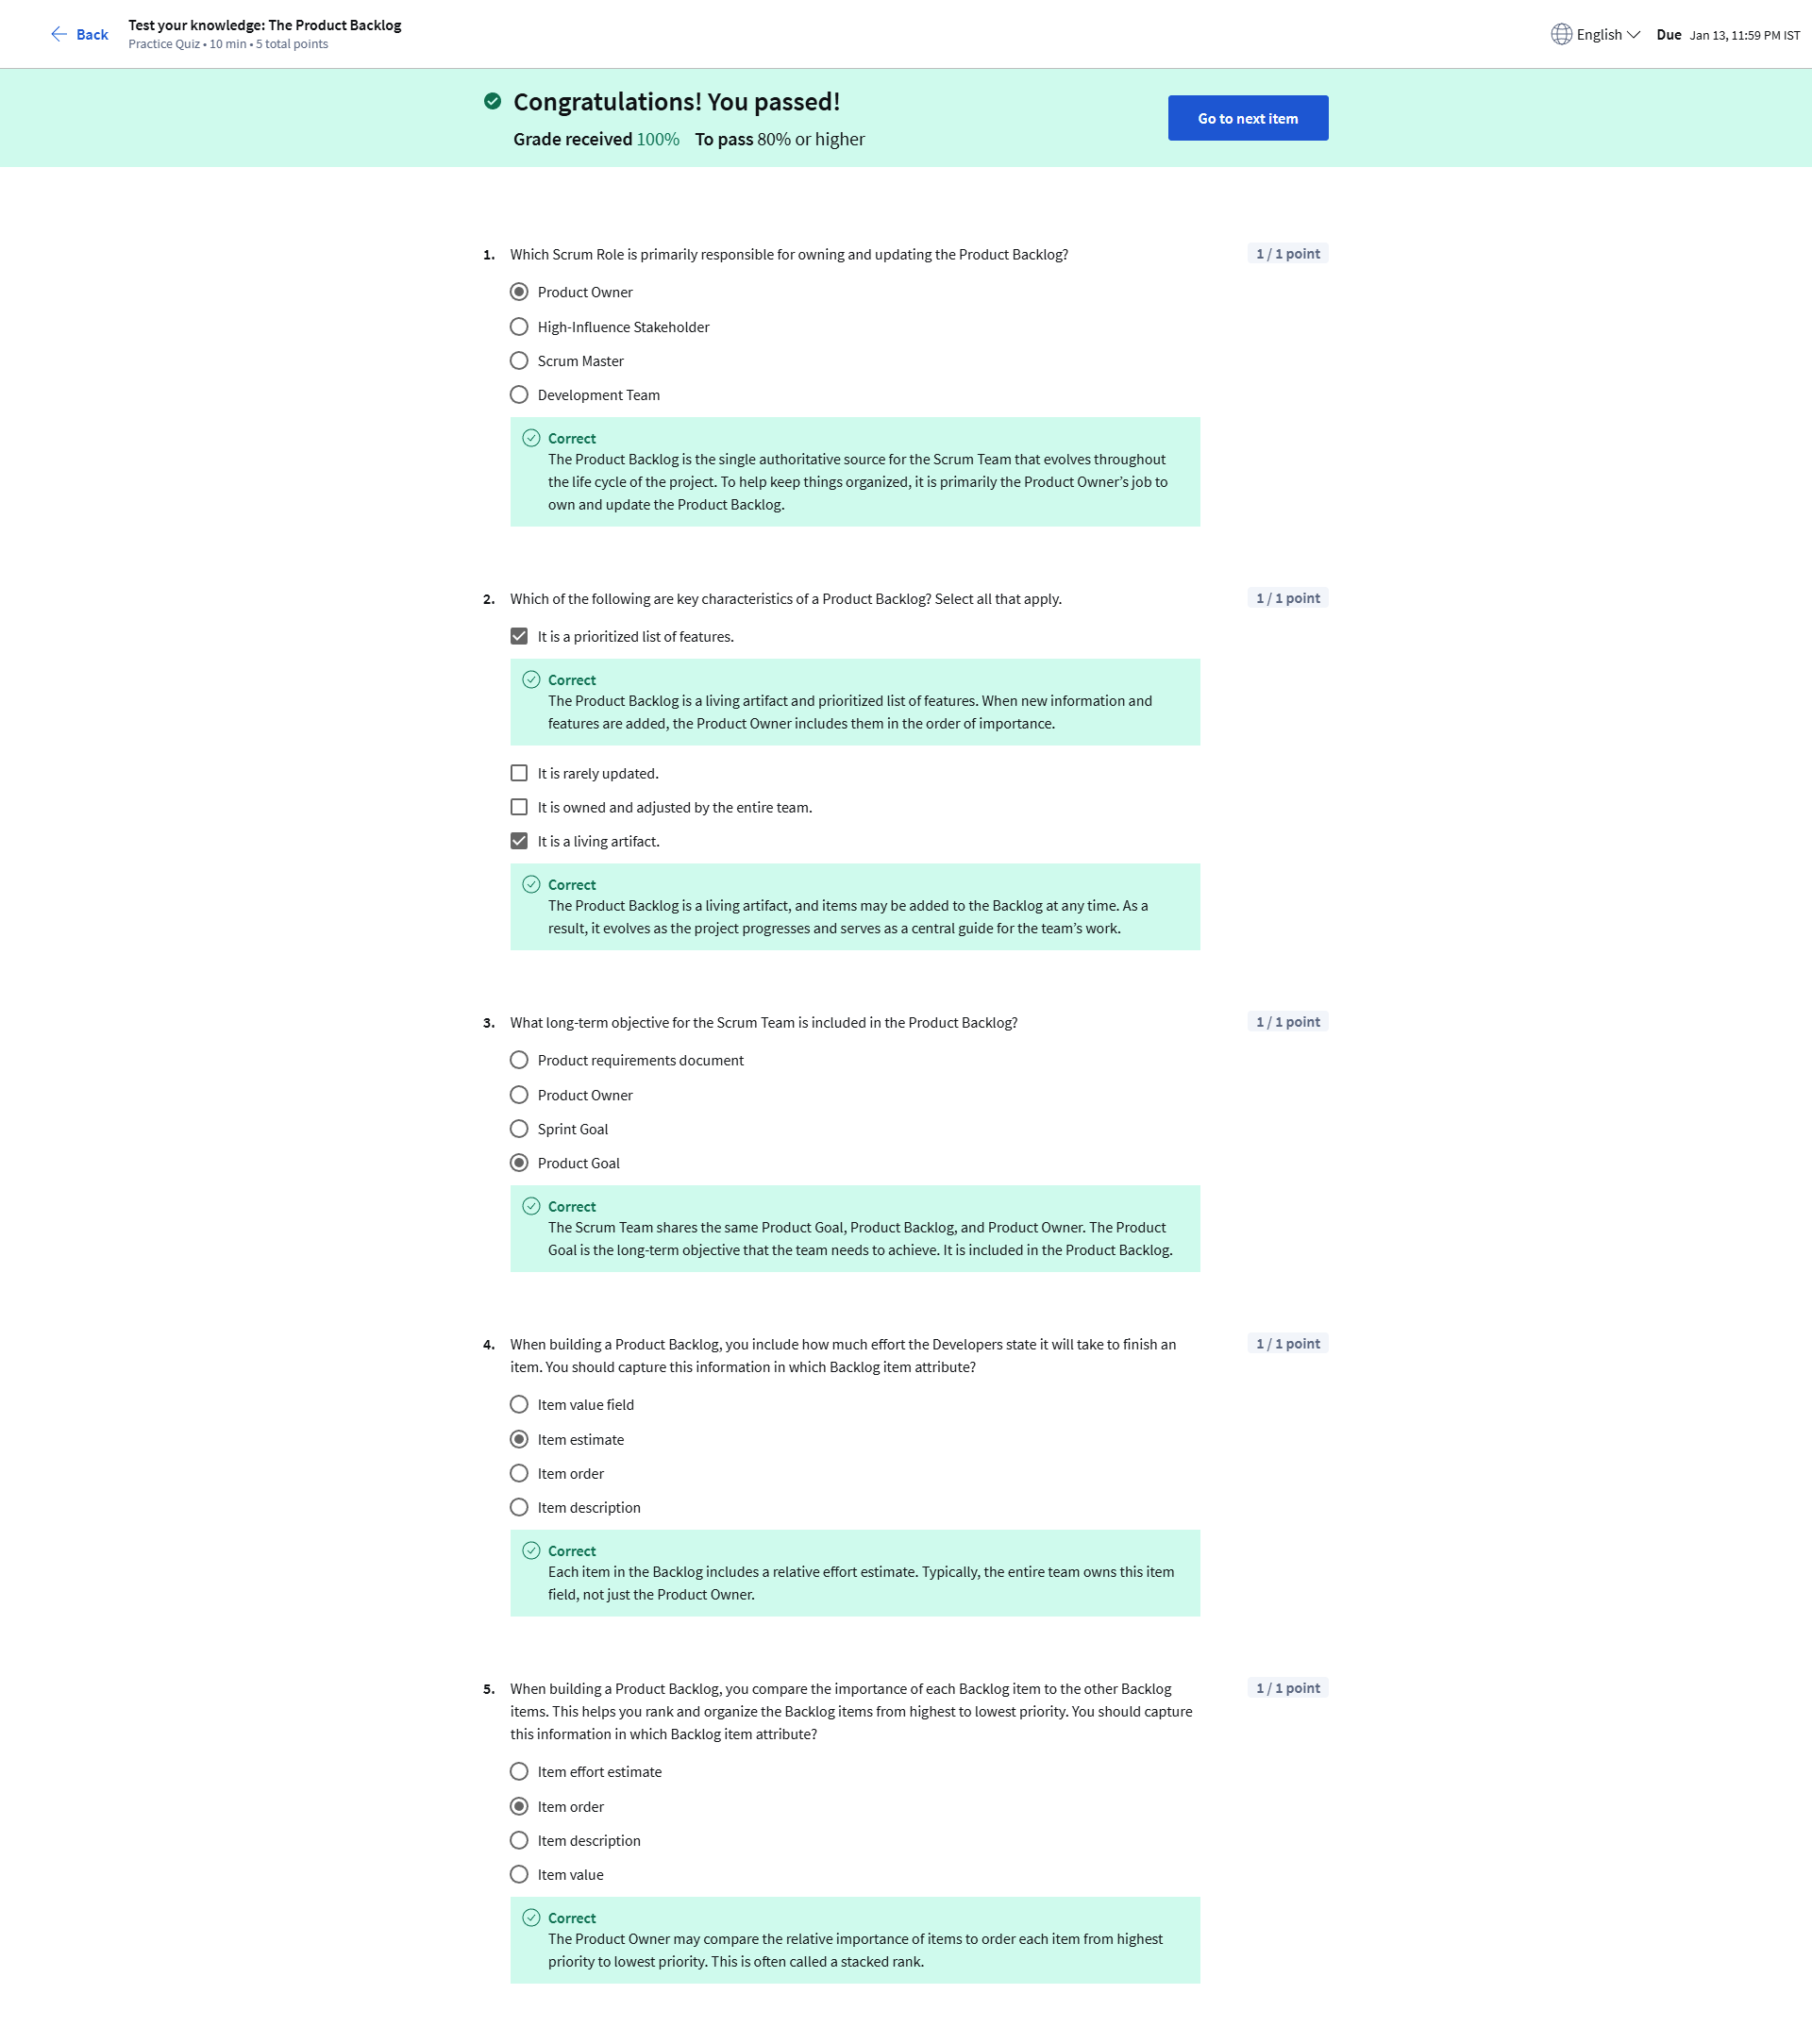 Back
Test your knowledge: The Product Backlog
Practice Quiz • 10 min • 5 total points
English
Due Jan 13, 11:59 PM IST
Congratulations! You passed!
Grade received 100% To pass 80% or higher
Go to next item
1. Which Scrum Role is primarily responsible for owning and updating the Product Backlog?
1 / 1 point
Product Owner
High-Influence Stakeholder
Scrum Master
Development Team
Correct
The Product Backlog is the single authoritative source for the Scrum Team that evolves throughout
the life cycle of the project. To help keep things organized, it is primarily the Product Owner’s job to
own and update the Product Backlog.
2. Which of the following are key characteristics of a Product Backlog? Select all that apply.
1 / 1 point
It is a prioritized list of features.
Correct
The Product Backlog is a living artifact and prioritized list of features. When new information and
features are added, the Product Owner includes them in the order of importance.
It is rarely updated.
It is owned and adjusted by the entire team.
It is a living artifact.
Correct
The Product Backlog is a living artifact, and items may be added to the Backlog at any time. As a
result, it evolves as the project progresses and serves as a central guide for the team’s work.
3. What long-term objective for the Scrum Team is included in the Product Backlog?
1 / 1 point
Product requirements document
Product Owner
Sprint Goal
Product Goal
Correct
The Scrum Team shares the same Product Goal, Product Backlog, and Product Owner. The Product
Goal is the long-term objective that the team needs to achieve. It is included in the Product Backlog.
4. When building a Product Backlog, you include how much effort the Developers state it will take to finish an
item. You should capture this information in which Backlog item attribute?
1 / 1 point
Item value field
Item estimate
Item order
Item description
Correct
Each item in the Backlog includes a relative effort estimate. Typically, the entire team owns this item
field, not just the Product Owner.
5. When building a Product Backlog, you compare the importance of each Backlog item to the other Backlog
items. This helps you rank and organize the Backlog items from highest to lowest priority. You should capture
this information in which Backlog item attribute?
1 / 1 point
Item effort estimate
Item order
Item description
Item value
Correct
The Product Owner may compare the relative importance of items to order each item from highest
priority to lowest priority. This is often called a stacked rank.